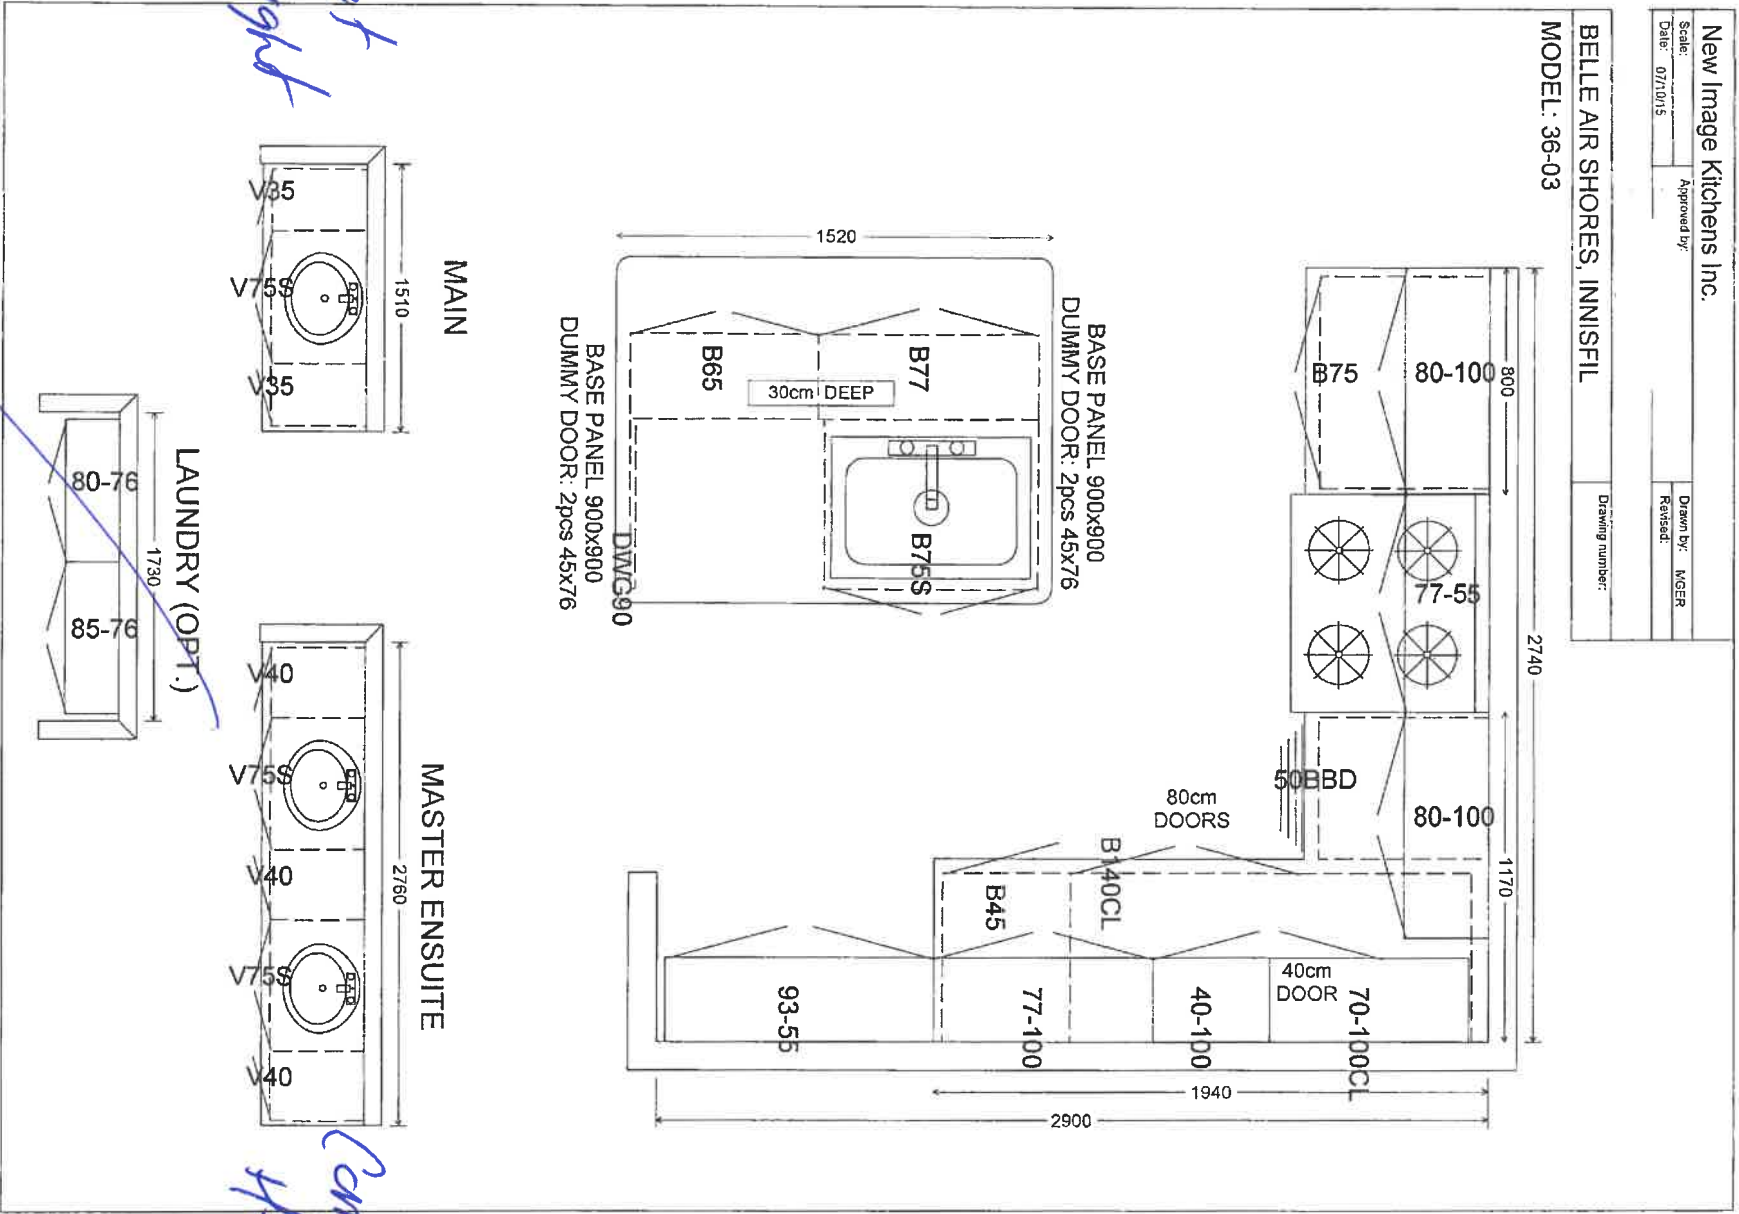 New Image Kitchens Inc.
Scale:
Approved by:
Drawn by: MGER
Date: 07/10/15
Revised:
BELLE AIR SHORES, INNISFIL
Drawing number:
MODEL: 36-03
2740
800
1170
80-100
77-55
80-100
B75
50BBD
80cm
DOORS
B140CL
B45
40cm
DOOR
70-100CL
40-100
77-100
93-55
1940
2900
BASE PANEL 900x900
DUMMY DOOR: 2pcs 45x76
1520
B77
B75S
30cm DEEP
B65
DWG90
BASE PANEL 900x900
DUMMY DOOR: 2pcs 45x76
MAIN
1510
V35
V75S
V35
MASTER ENSUITE
2760
V40
V75S
V40
V75S
V40
LAUNDRY (OPT.)
1730
80-76
85-76